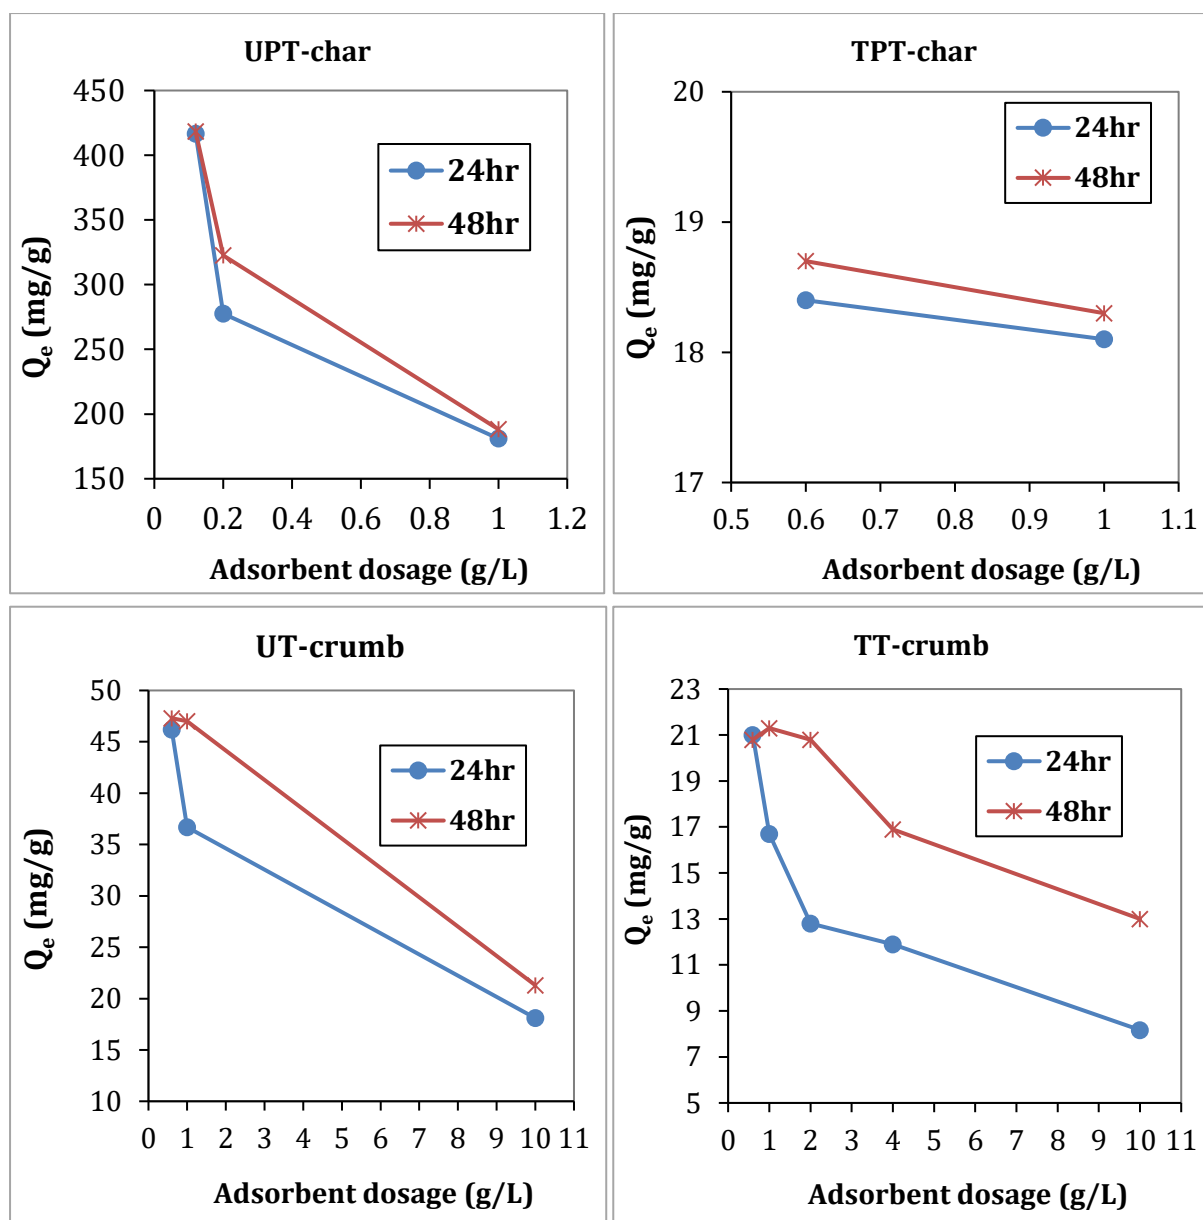 UPT-char
450
400
350
300
250
200
150
0 0.2 0.4 0.6 0.8 1 1.2
Qe (mg/g)
Adsorbent dosage (g/L)
24hr
48hr
TPT-char
20
19
18
17
0.5 0.6 0.7 0.8 0.9 1 1.1
Qe (mg/g)
Adsorbent dosage (g/L)
24hr
48hr
UT-crumb
50
45
40
35
30
25
20
15
10
0 1 2 3 4 5 6 7 8 9 10 11
Qe (mg/g)
Adsorbent dosage (g/L)
24hr
48hr
TT-crumb
23
21
19
17
15
13
11
9
7
5
0 1 2 3 4 5 6 7 8 9 10 11
Qe (mg/g)
Adsorbent dosage (g/L)
24hr
48hr